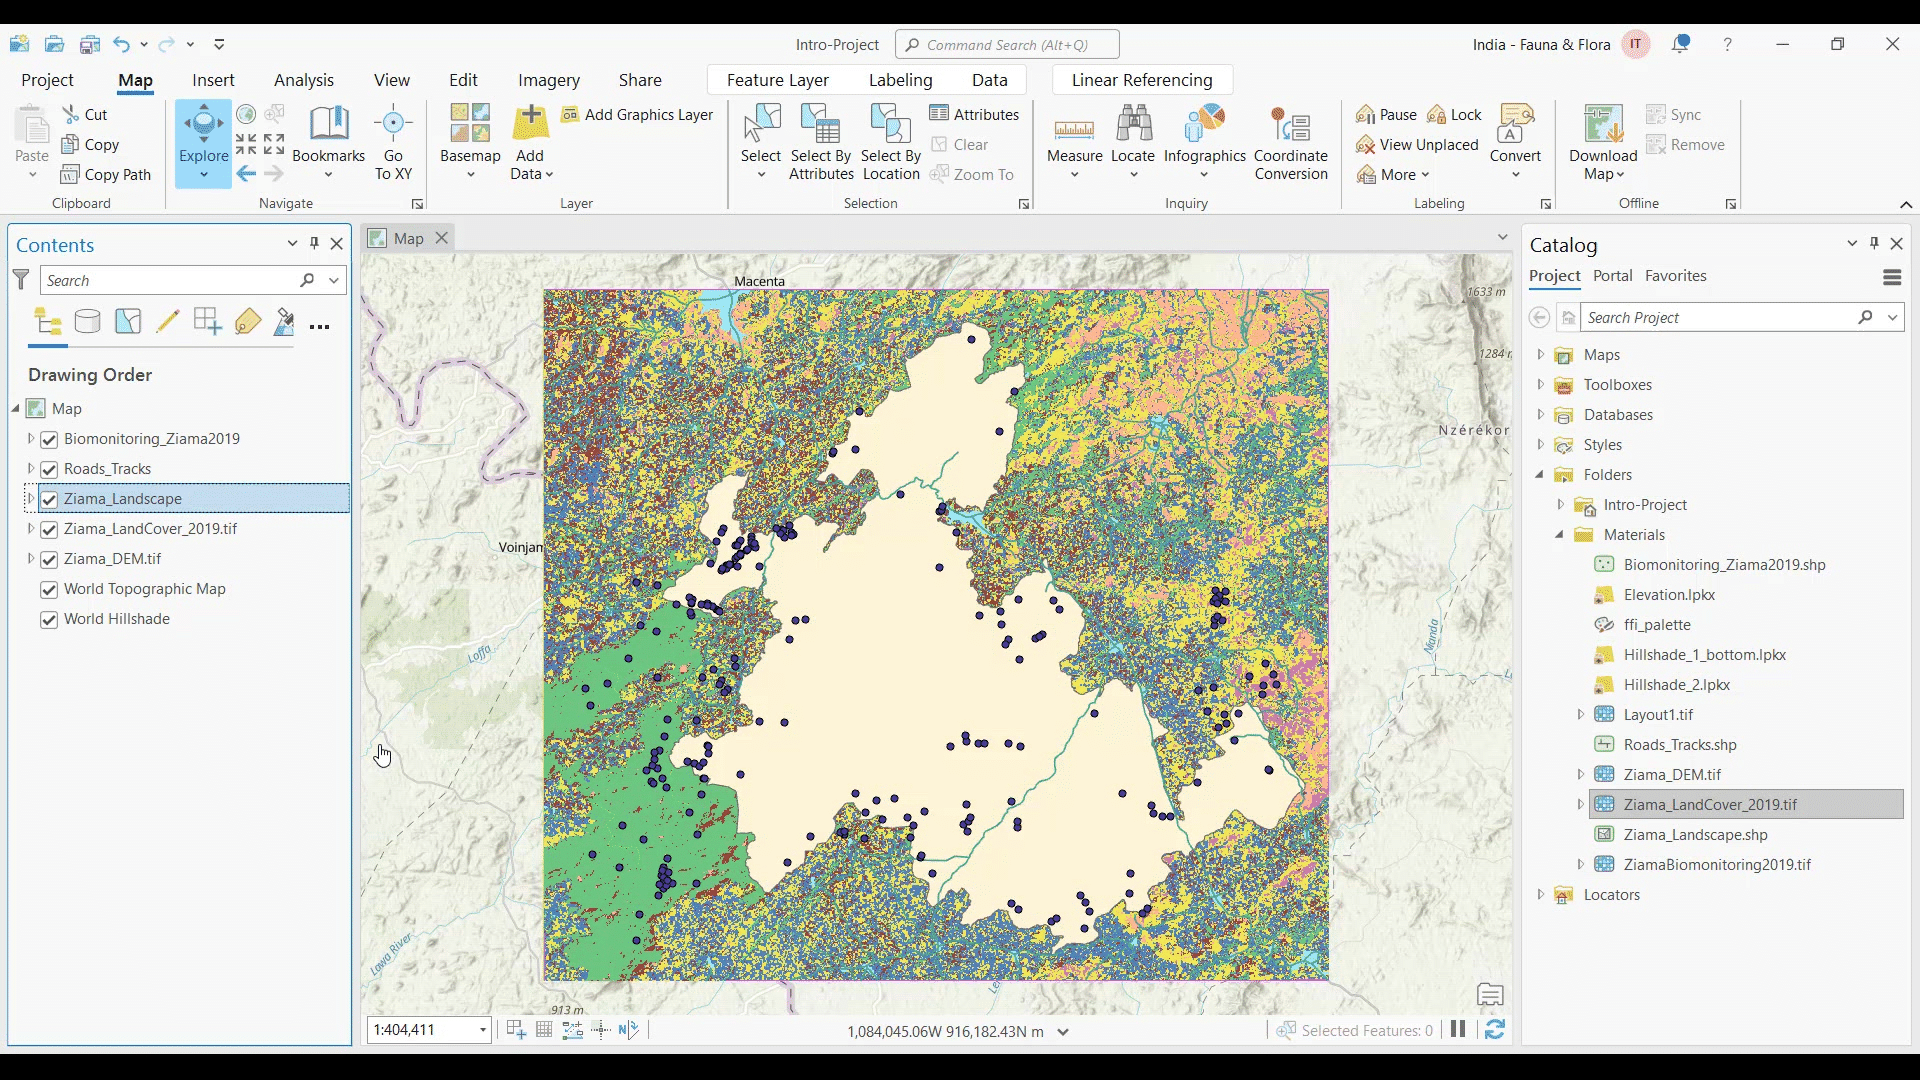 Intro-Project
Command Search (Alt+Q)
India - Fauna & Flora
IT
?
Project
Map
Insert
Analysis
View
Edit
Imagery
Share
Feature Layer
Labeling
Data
Linear Referencing
Paste
Cut
Copy
Copy Path
Clipboard
Explore
Bookmarks
Go To XY
Navigate
Basemap
Add Data
Add Graphics Layer
Layer
Select
Select By Attributes
Select By Location
Attributes
Clear
Zoom To
Selection
Measure
Locate
Infographics
Coordinate Conversion
Inquiry
Pause
Lock
View Unplaced
More
Convert
A
Labeling
Download Map
Sync
Remove
Offline
Contents
Search
Drawing Order
Map
Biomonitoring_Ziama2019
Roads_Tracks
Ziama_Landscape
Ziama_LandCover_2019.tif
Ziama_DEM.tif
World Topographic Map
World Hillshade
Map
Macenta
1633 m
1284 m
Nzérékor
Voinjam
Loffa
Nianda
Lawa River
913 m
1:404,411
1,084,045.06W 916,182.43N m
Selected Features: 0
Catalog
Project
Portal
Favorites
Search Project
Maps
Toolboxes
Databases
Styles
Folders
Intro-Project
Materials
Biomonitoring_Ziama2019.shp
Elevation.lpkx
ffi_palette
Hillshade_1_bottom.lpkx
Hillshade_2.lpkx
Layout1.tif
Roads_Tracks.shp
Ziama_DEM.tif
Ziama_LandCover_2019.tif
Ziama_Landscape.shp
ZiamaBiomonitoring2019.tif
Locators